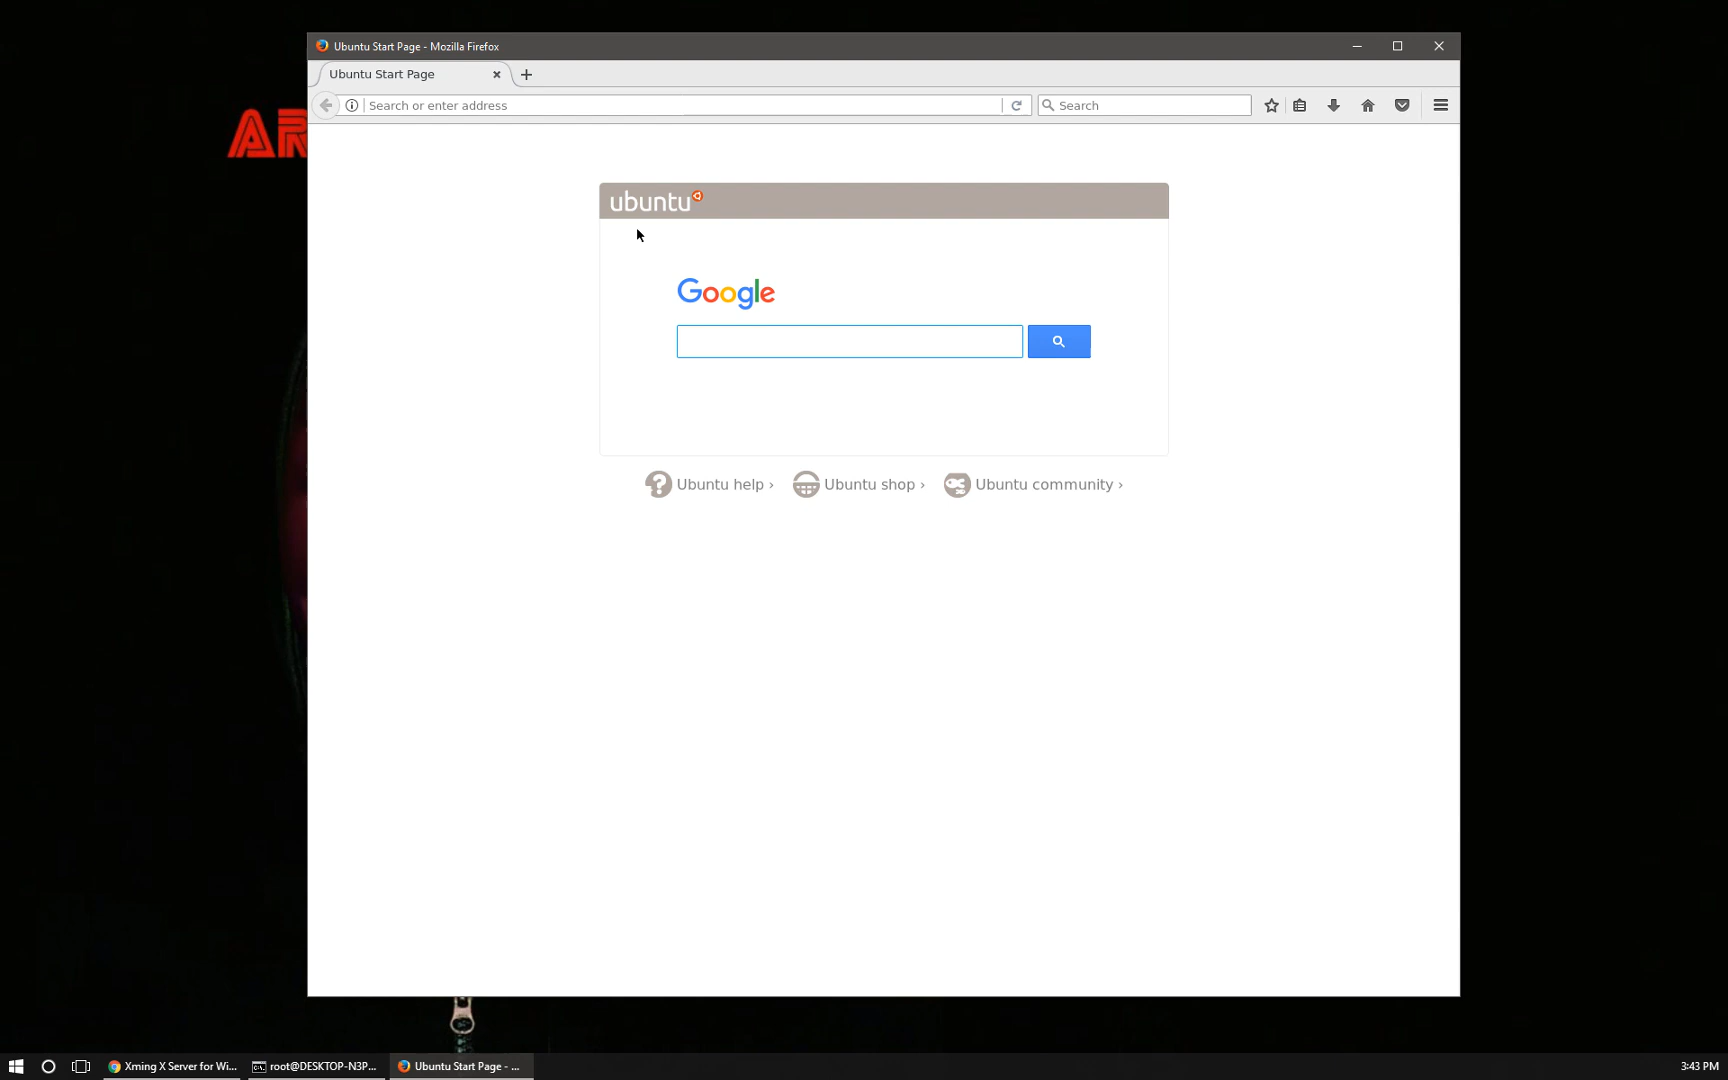 Ubuntu Start Page - Mozilla Firefox
Ubuntu Start Page
Search or enter address
Search
AR
ubuntu
Google
Ubuntu help ›
Ubuntu shop ›
Ubuntu community ›
Xming X Server for Wi...
root@DESKTOP-N3P...
Ubuntu Start Page - ...
3:43 PM